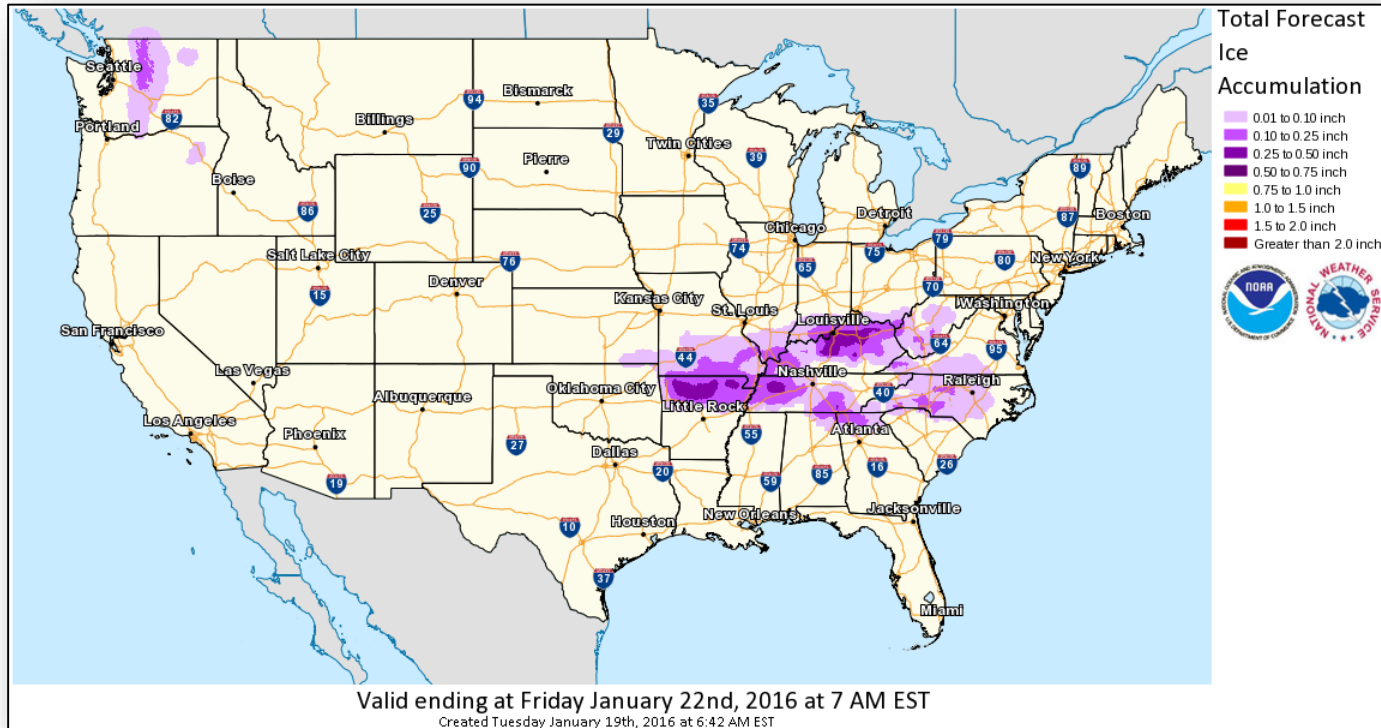 Total Forecast
Ice
Accumulation
0.01 to 0.10 inch
0.10 to 0.25 inch
0.25 to 0.50 inch
0.50 to 0.75 inch
0.75 to 1.0 inch
1.0 to 1.5 inch
1.5 to 2.0 inch
Greater than 2.0 inch
NOAA
NATIONAL WEATHER SERVICE
Seattle
82
Portland
94
Bismarck
35
Billings
29
Twin Cities
39
89
90
Pierre
Boise
86
25
87
Boston
Detroit
Chicago
74
65
75
79
80
New York
Salt Lake City
76
15
Denver
70
Washington
Kansas City
St. Louis
Louisville
San Francisco
44
64
95
Las Vegas
Nashville
Raleigh
Oklahoma City
40
Albuquerque
Little Rock
Los Angeles
Phoenix
27
55
Atlanta
Dallas
20
19
59
85
16
26
10
Houston
New Orleans
Jacksonville
37
Miami
Valid ending at Friday January 22nd, 2016 at 7 AM EST
Created Tuesday January 19th, 2016 at 6:42 AM EST